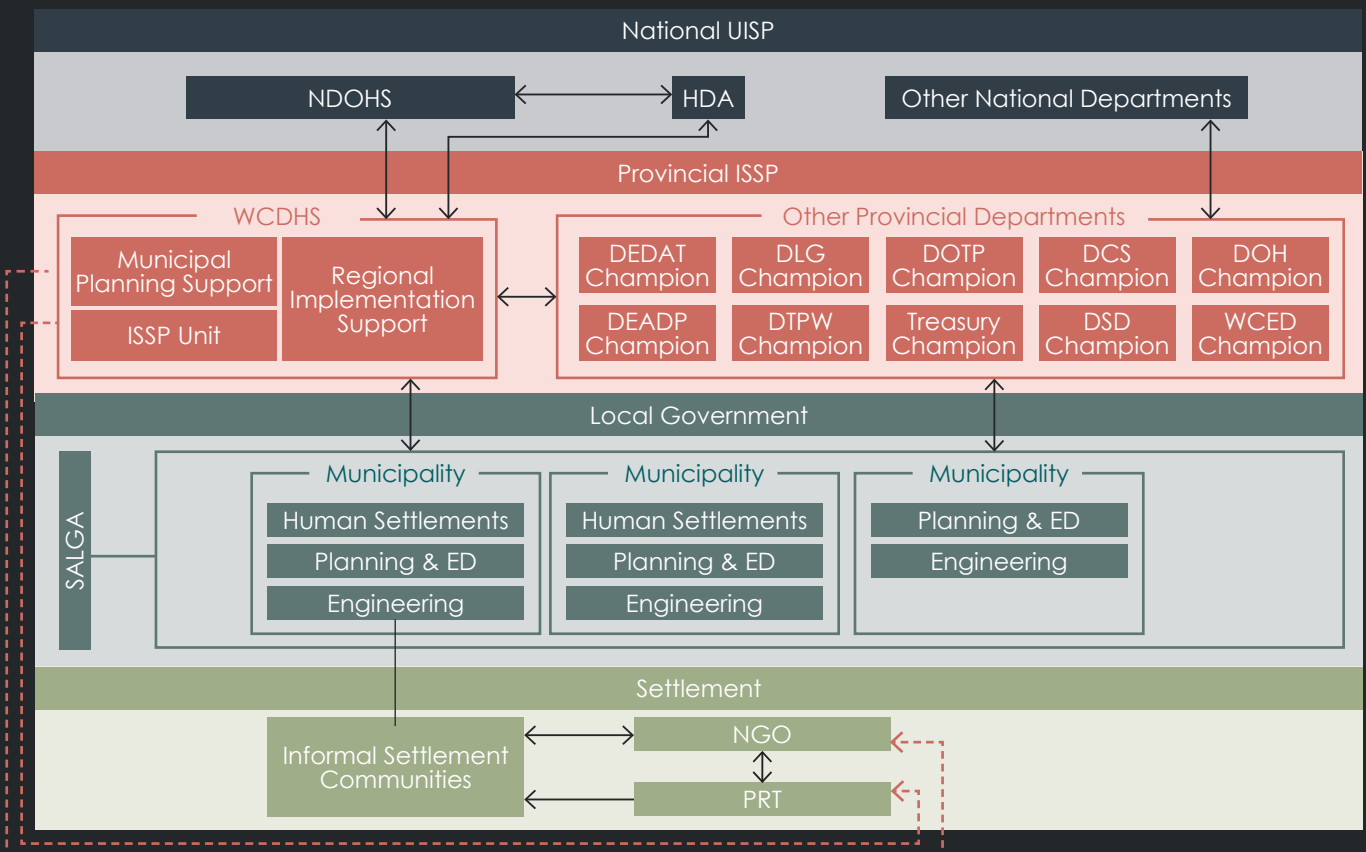 National UISP
NDOHS
HDA
Other National Departments
Provincial ISSP
WCDHS
Municipal
Planning Support
ISSP Unit
Regional
Implementation
Support
Other Provincial Departments
DEDAT
Champion
DLG
Champion
DOTP
Champion
DCS
Champion
DOH
Champion
DEADP
Champion
DTPW
Champion
Treasury
Champion
DSD
Champion
WCED
Champion
Local Government
SALGA
Municipality
Human Settlements
Planning & ED
Engineering
Municipality
Human Settlements
Planning & ED
Engineering
Municipality
Planning & ED
Engineering
Settlement
Informal Settlement
Communities
NGO
PRT